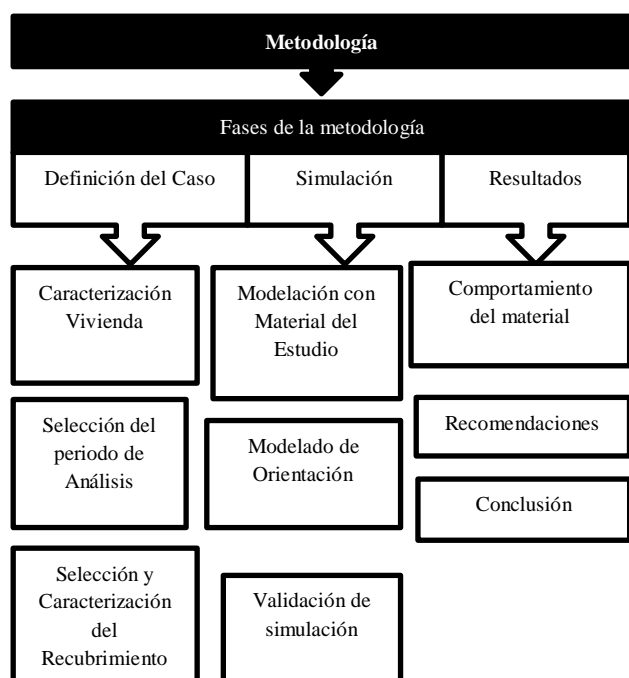 Metodología
Fases de la metodología
Definición del Caso
Simulación
Resultados
Caracterización
Vivienda
Selección del
periodo de
Análisis
Selección y
Caracterización
del
Recubrimiento
Modelación con
Material del
Estudio
Modelado de
Orientación
Validación de
simulación
Comportamiento
del material
Recomendaciones
Conclusión